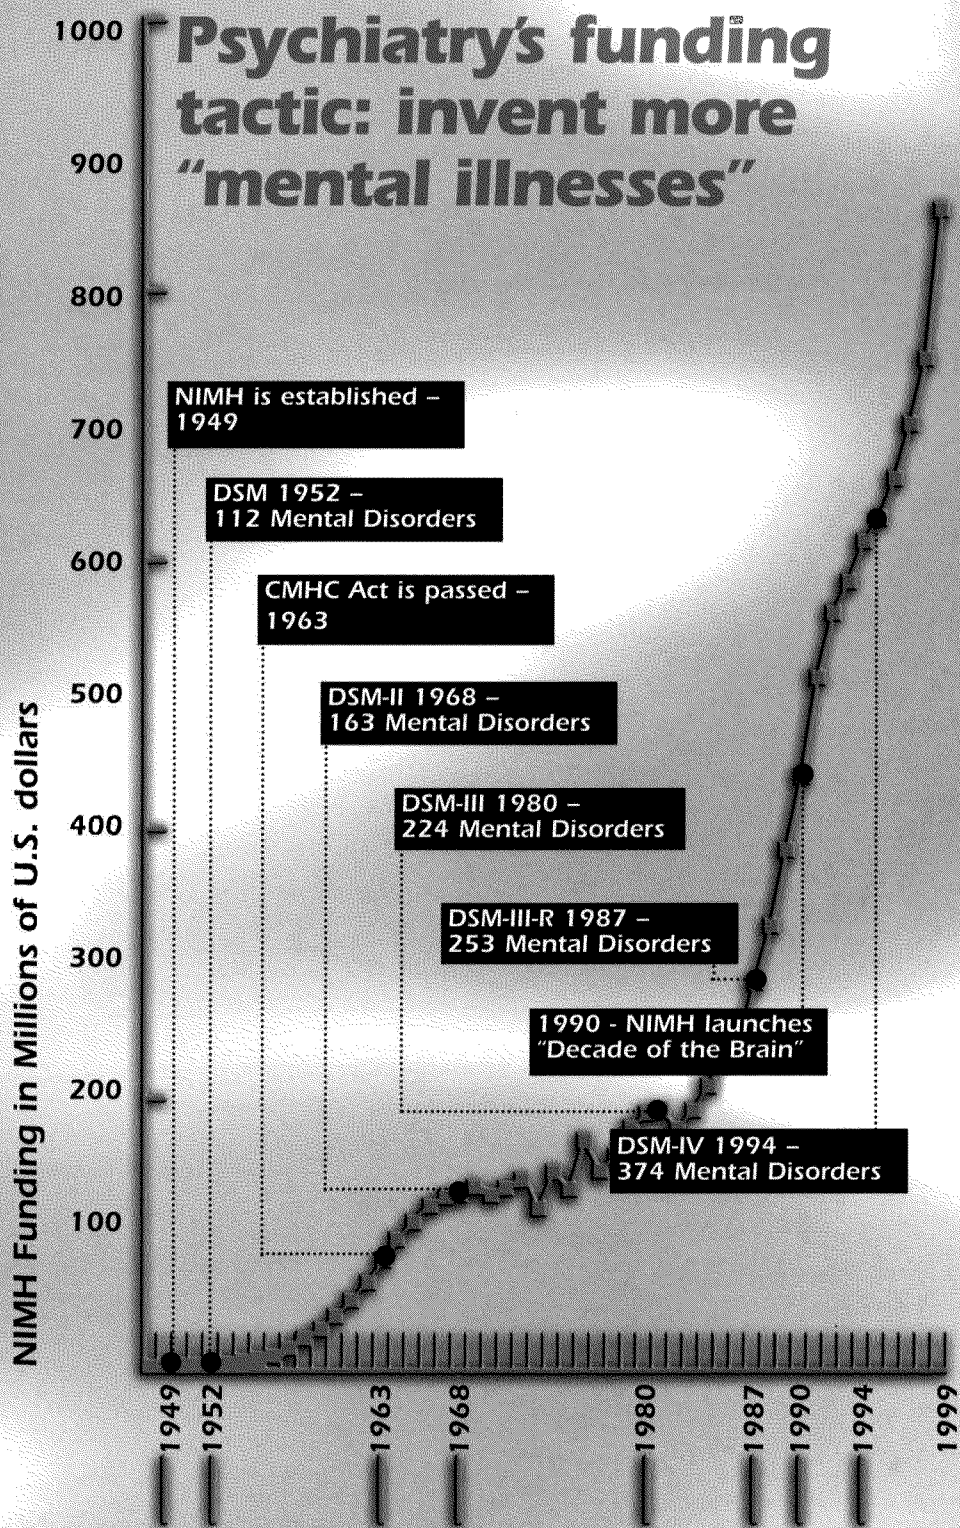 Psychiatry's funding
tactic: invent more
"mental illnesses"
1000
900
800
700
600
500
400
300
200
100
NIMH Funding in Millions of U.S. dollars
NIMH is established –
1949
DSM 1952 –
112 Mental Disorders
CMHC Act is passed –
1963
DSM-II 1968 –
163 Mental Disorders
DSM-III 1980 –
224 Mental Disorders
DSM-III-R 1987 –
253 Mental Disorders
1990 - NIMH launches
"Decade of the Brain"
DSM-IV 1994 –
374 Mental Disorders
1949
1952
1963
1968
1980
1987
1990
1994
1999